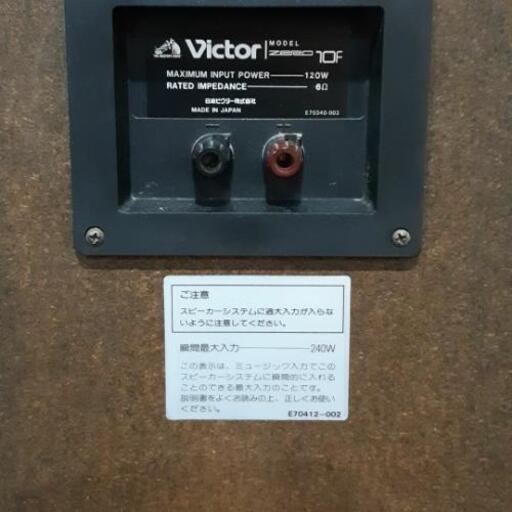 Victor MODEL ZERO 10F
MAXIMUM INPUT POWER 120W
RATED IMPEDANCE 6Ω
日本ビクター株式会社
MADE IN JAPAN
E70340-003
ご注意
スピーカーシステムに過大入力が入らな
いように注意してください。
瞬間最大入力 240W
この表示は、ミュージック入力でこの
スピーカーシステムに瞬間的に入れる
ことのできる最大入力のことです。
説明書をよくお読みの上、正しくお使い
ください。
E70412-002